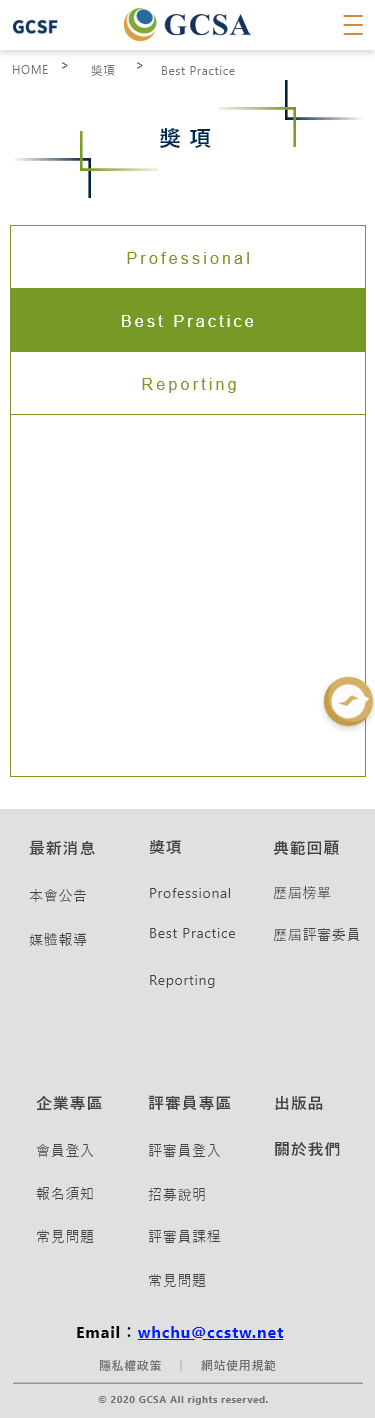 GCSF
GCSA
HOME > 獎項 > Best Practice
獎項
Professional
Best Practice
Reporting
最新消息
本會公告
媒體報導
獎項
Professional
Best Practice
Reporting
典範回顧
歷屆榜單
歷屆評審委員
企業專區
會員登入
報名須知
常見問題
評審員專區
評審員登入
招募說明
評審員課程
常見問題
出版品
關於我們
Email：whchu@ccstw.net
隱私權政策 | 網站使用規範
© 2020 GCSA All rights reserved.